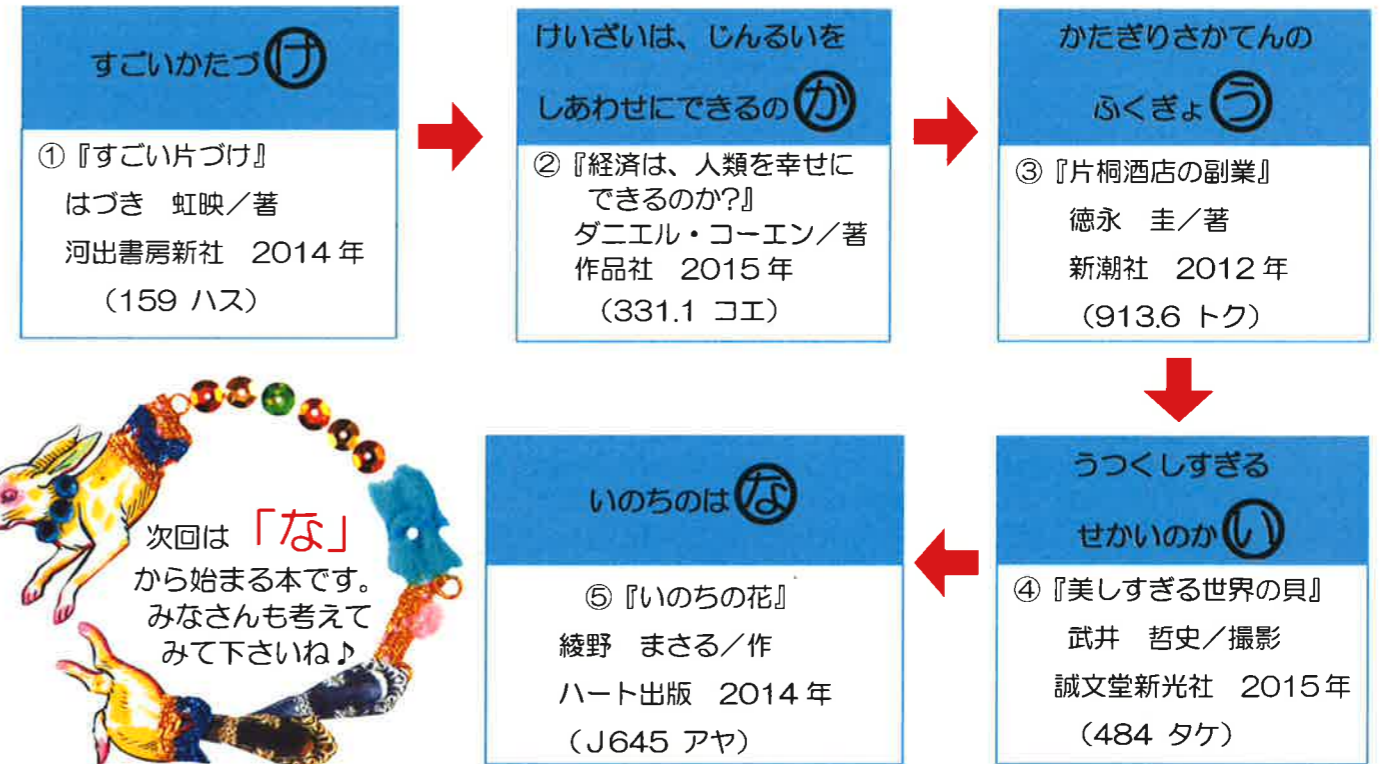 すごいかたづけ
①『すごい片づけ』
はづき　虹映／著
河出書房新社　2014年
（159 ハス）
けいざいは、じんるいを
しあわせにできるのか
②『経済は、人類を幸せに
できるのか?』
ダニエル・コーエン／著
作品社　2015年
（331.1 コエ）
かたぎりさかてんの
ふくぎょう
③『片桐酒店の副業』
徳永　圭／著
新潮社　2012年
（913.6 トク）
うつくしすぎる
せかいのかい
④『美しすぎる世界の貝』
武井　哲史／撮影
誠文堂新光社　2015年
（484 タケ）
いのちのはな
⑤『いのちの花』
綾野　まさる／作
ハート出版　2014年
（J645 アヤ）
次回は「な」
から始まる本です。
みなさんも考えて
みて下さいね♪